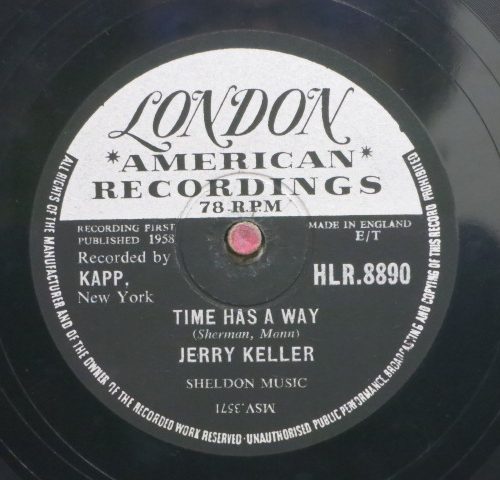 LONDON
*AMERICAN*
RECORDINGS
78 R.P.M
RECORDING FIRST
PUBLISHED 1958
MADE IN ENGLAND
E/T
Recorded by
KAPP,
New York
HLR.8890
TIME HAS A WAY
(Sherman, Mann)
JERRY KELLER
SHELDON MUSIC
MSV.3571
ALL RIGHTS OF THE MANUFACTURER AND OF THE OWNER OF THE RECORDED WORK RESERVED·UNAUTHORISED PUBLIC PERFORMANCE, BROADCASTING AND COPYING OF THIS RECORD PROHIBITED